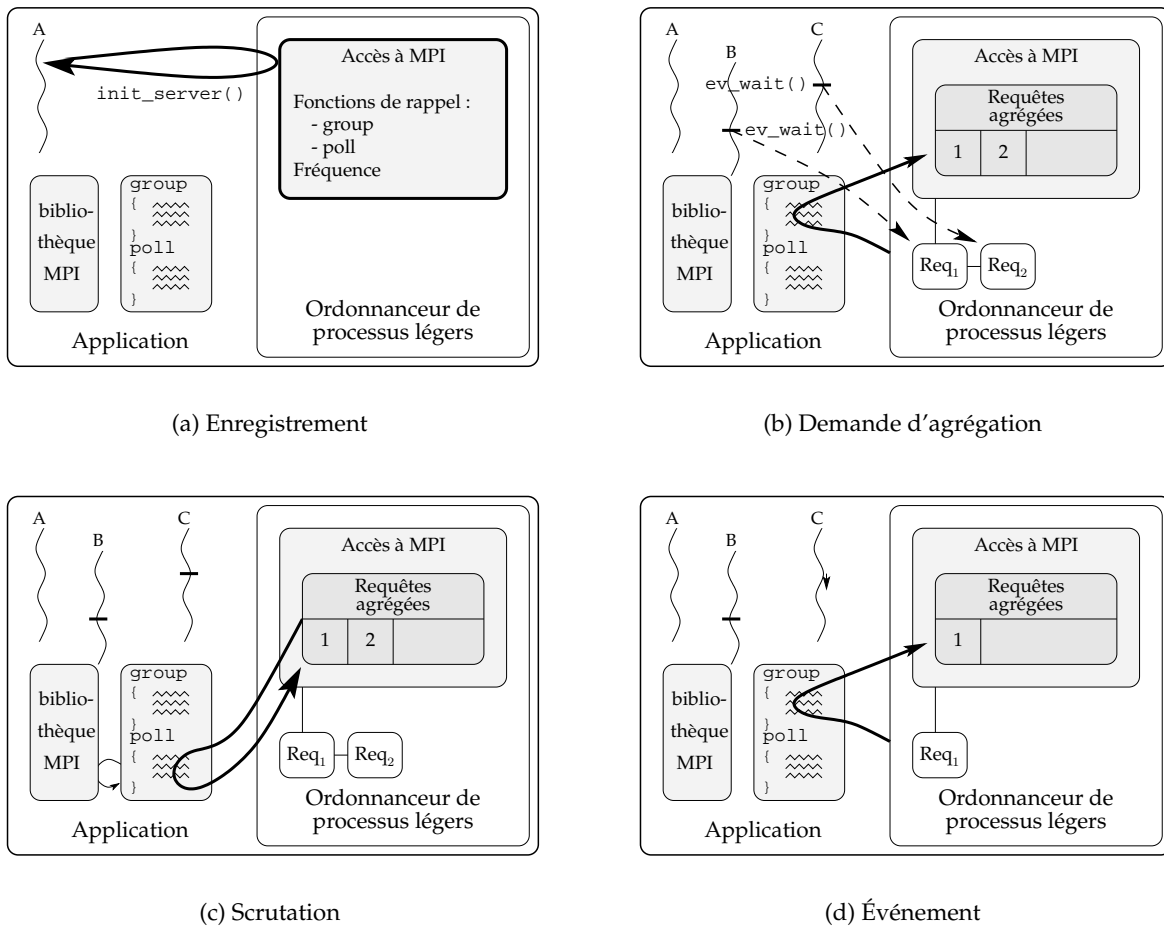 A
Accès à MPI
init_server()
Fonctions de rappel :
- group
- poll
Fréquence
biblio-
thèque
MPI
group
{
}
poll
{
}
Application
Ordonnanceur de
processus légers
(a) Enregistrement
A
B
C
ev_wait()
ev_wait()
Accès à MPI
Requêtes
agrégées
1 2
biblio-
thèque
MPI
group
{
}
poll
{
}
Req1
Req2
Application
Ordonnanceur de
processus légers
(b) Demande d'agrégation
A
B
C
Accès à MPI
Requêtes
agrégées
1 2
biblio-
thèque
MPI
group
{
}
poll
{
}
Req1
Req2
Application
Ordonnanceur de
processus légers
(c) Scrutation
A
B
C
Accès à MPI
Requêtes
agrégées
1
biblio-
thèque
MPI
group
{
}
poll
{
}
Req1
Application
Ordonnanceur de
processus légers
(d) Événement